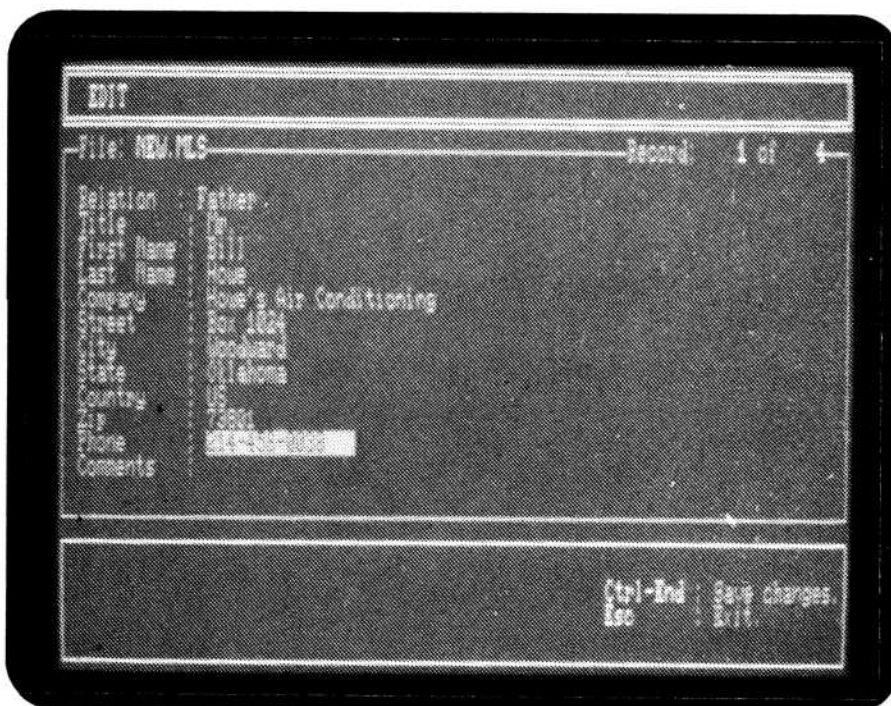 EDIT
File: NEW.MLS Record: 1 of 4
Relation : Father
Title : Mr.
First Name : Bill
Last Name : Howe
Company : Howe's Air Conditioning
Street : Box 1024
City : Woodward
State : Oklahoma
Country : US
Zip : 73801
Phone :
Comments :
Ctrl-End : Save changes.
Esc : Exit.